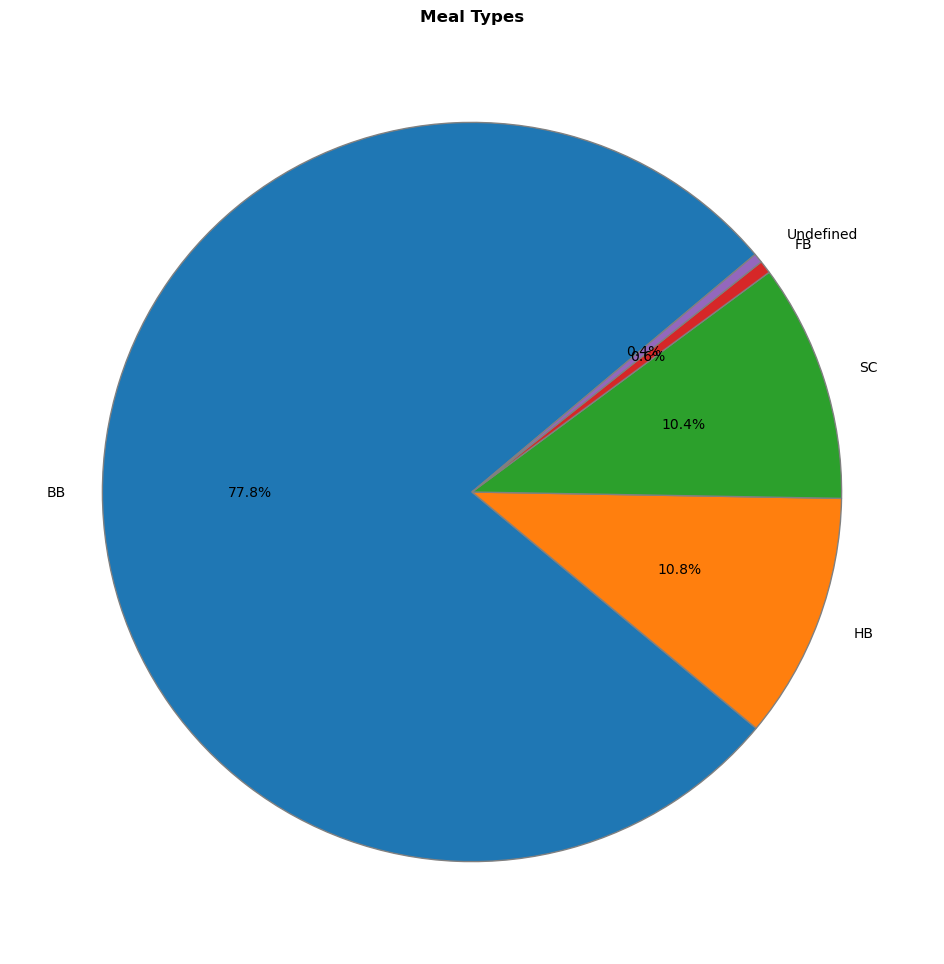 Meal Types
Undefined
FB
0.4%
0.6%
SC
10.4%
BB
77.8%
10.8%
HB